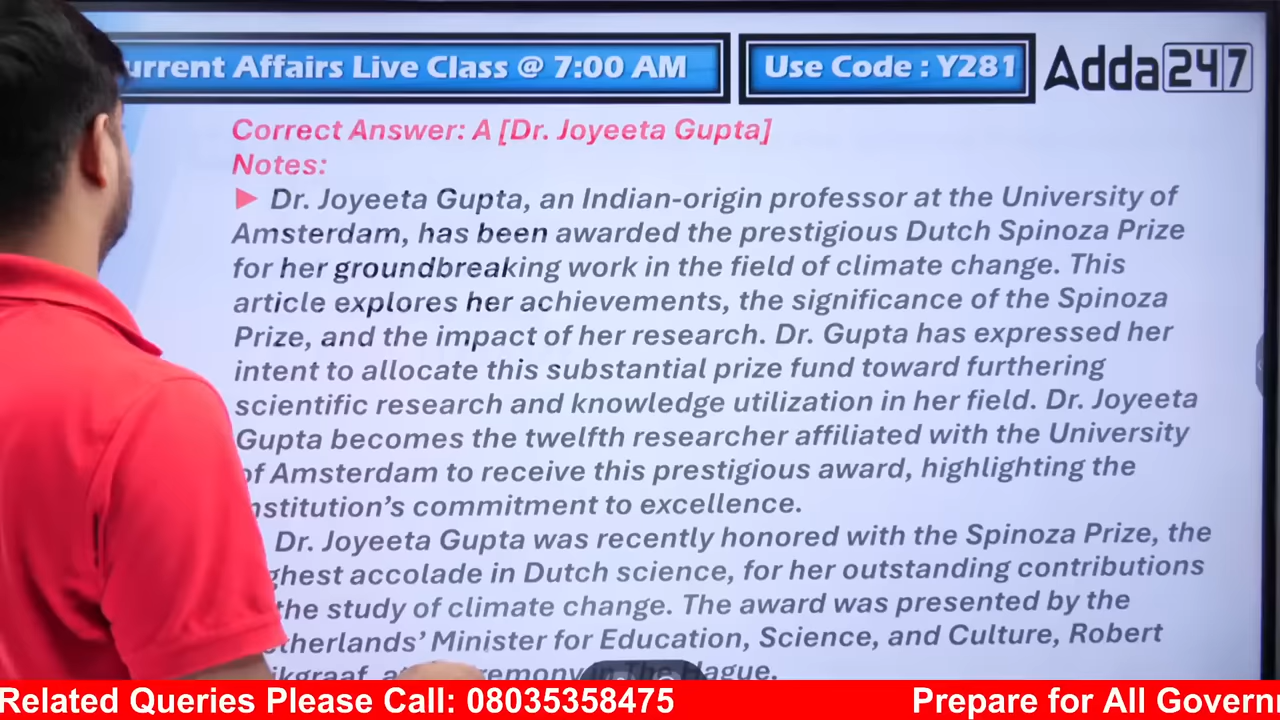 urrent Affairs Live Class @ 7:00 AM
Use Code : Y281
Adda247
Correct Answer: A [Dr. Joyeeta Gupta]
Notes:
► Dr. Joyeeta Gupta, an Indian-origin professor at the University of
Amsterdam, has been awarded the prestigious Dutch Spinoza Prize
for her groundbreaking work in the field of climate change. This
article explores her achievements, the significance of the Spinoza
Prize, and the impact of her research. Dr. Gupta has expressed her
intent to allocate this substantial prize fund toward furthering
scientific research and knowledge utilization in her field. Dr. Joyeeta
Gupta becomes the twelfth researcher affiliated with the University
of Amsterdam to receive this prestigious award, highlighting the
nstitution's commitment to excellence.
Dr. Joyeeta Gupta was recently honored with the Spinoza Prize, the
ghest accolade in Dutch science, for her outstanding contributions
the study of climate change. The award was presented by the
therlands' Minister for Education, Science, and Culture, Robert
ikgraaf, a emony in The Hague.
Related Queries Please Call: 08035358475 Prepare for All Govern